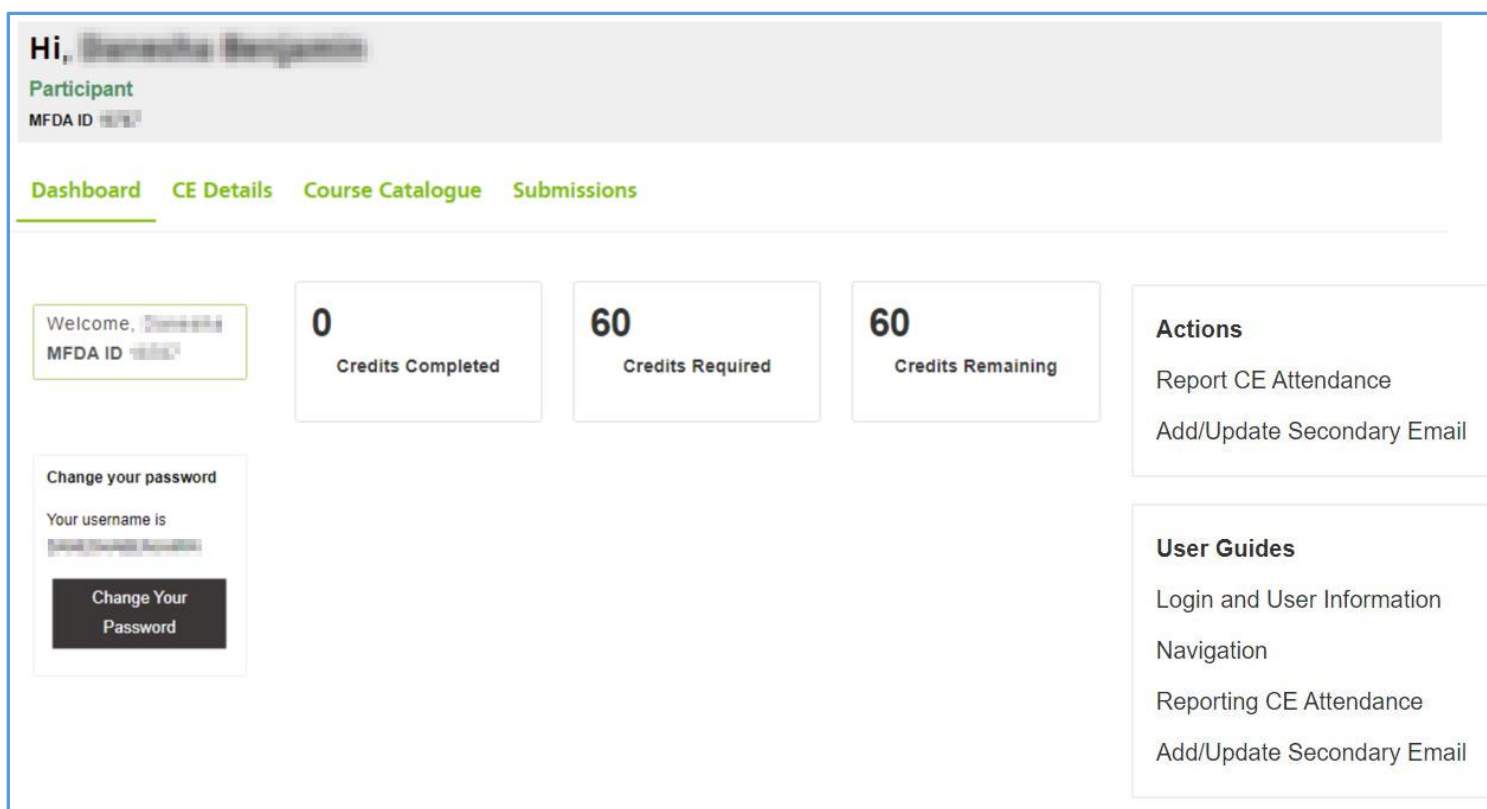 Hi,
Participant
MFDA ID
Dashboard CE Details Course Catalogue Submissions
Welcome,
MFDA ID
0
Credits Completed
60
Credits Required
60
Credits Remaining
Change your password
Your username is
Change Your
Password
Actions
Report CE Attendance
Add/Update Secondary Email
User Guides
Login and User Information
Navigation
Reporting CE Attendance
Add/Update Secondary Email